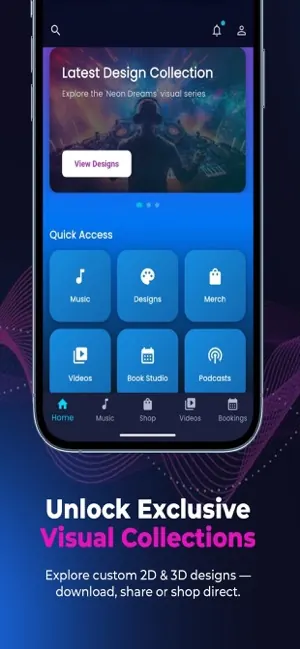 Latest Design Collection
Explore the 'Neon Dreams' visual series
View Designs
Quick Access
Music Designs Merch
Videos Book Studio Podcasts
Home Music Shop Videos Bookings
Unlock Exclusive
Visual Collections
Explore custom 2D & 3D designs —
download, share or shop direct.